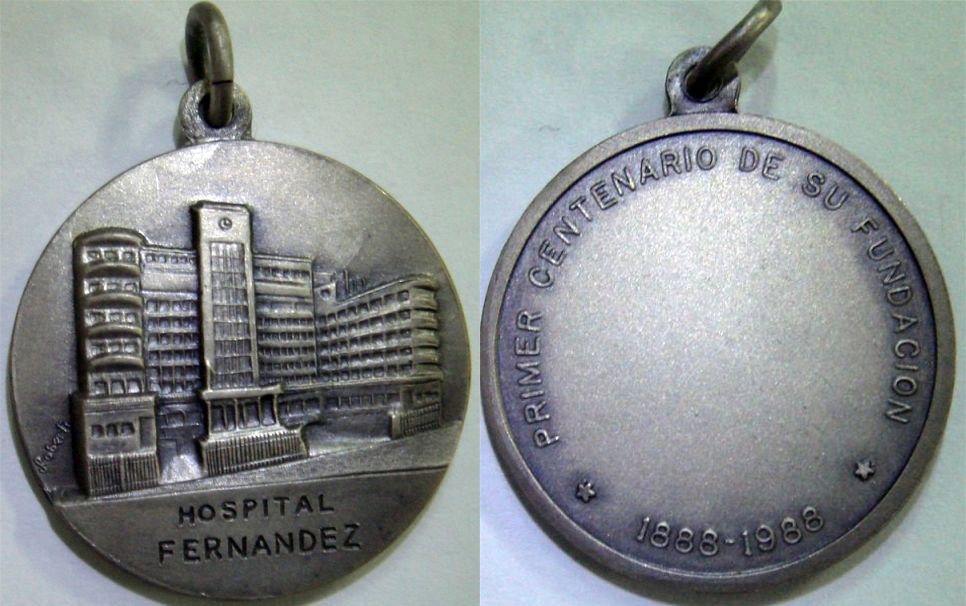 HOSPITAL
FERNANDEZ
PRIMER CENTENARIO DE SU FUNDACION
1888-1988